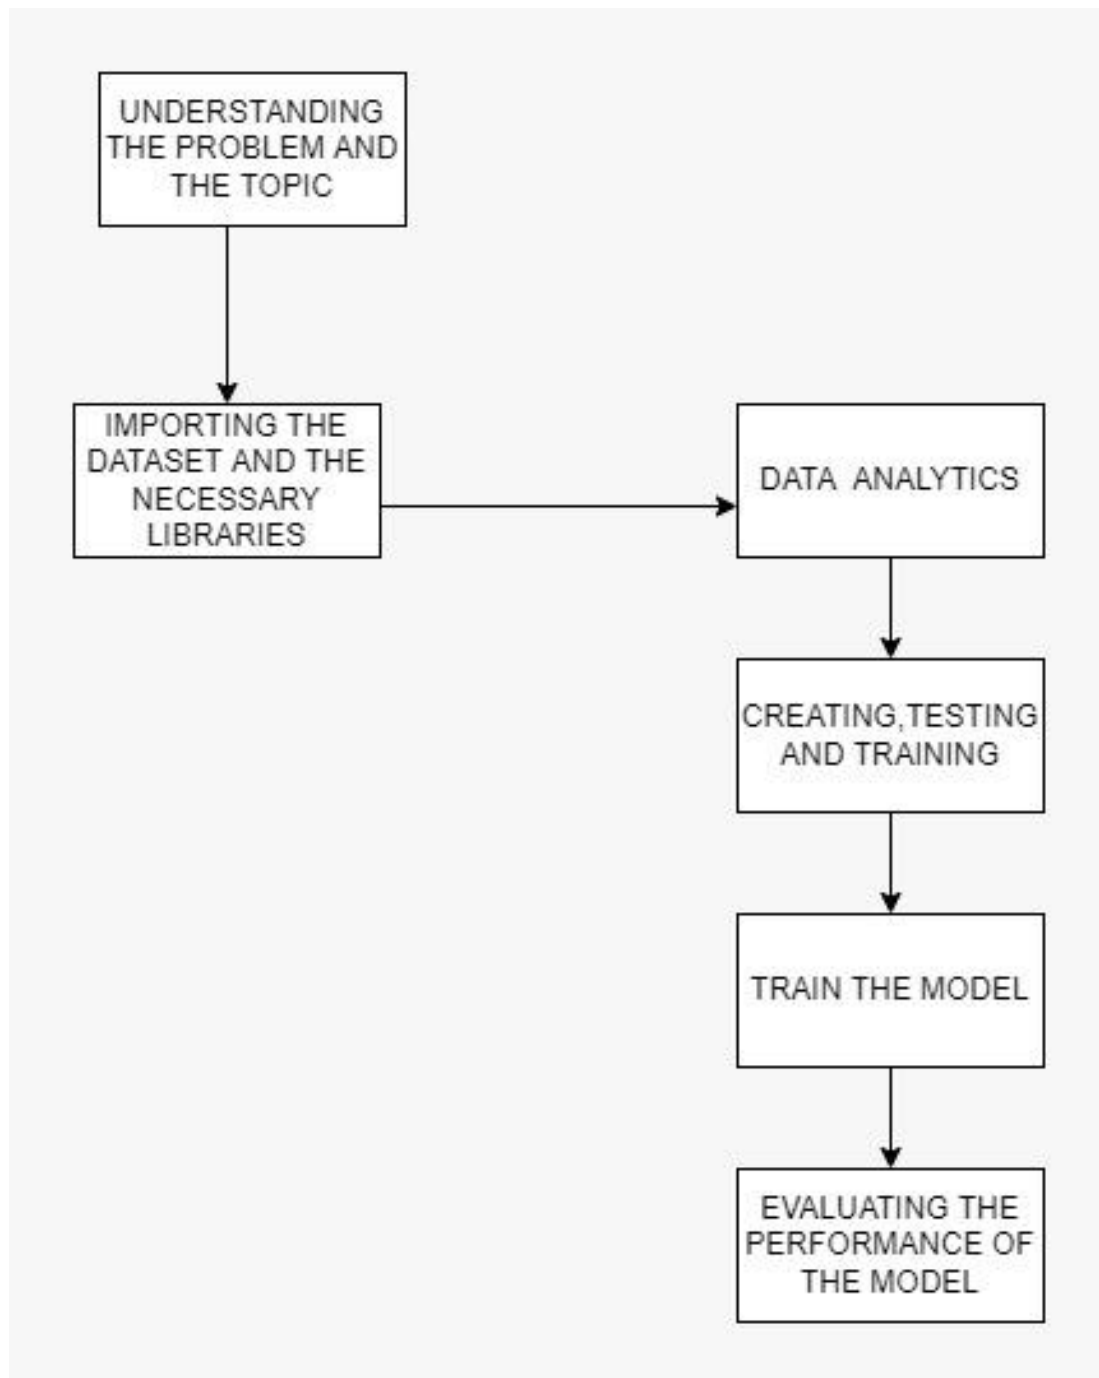 UNDERSTANDING
THE PROBLEM AND
THE TOPIC
IMPORTING THE
DATASET AND THE
NECESSARY
LIBRARIES
DATA ANALYTICS
CREATING,TESTING
AND TRAINING
TRAIN THE MODEL
EVALUATING THE
PERFORMANCE OF
THE MODEL